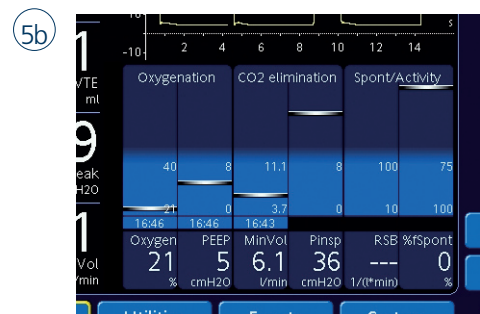 5b
10
s
-10
2 4 6 8 10 12 14
1
VTE
ml
9
eak
H2O
1
Vol
/min
Oxygenation CO2 elimination Spont/Activity
40 8 11.1 8 100 75
21 0 3.7 0 10 100
16:46 16:46 16:43
Oxygen PEEP MinVol Pinsp RSB %fSpont
21 5 6.1 36 --- 0
% cmH2O l/min cmH2O 1/(l*min) %